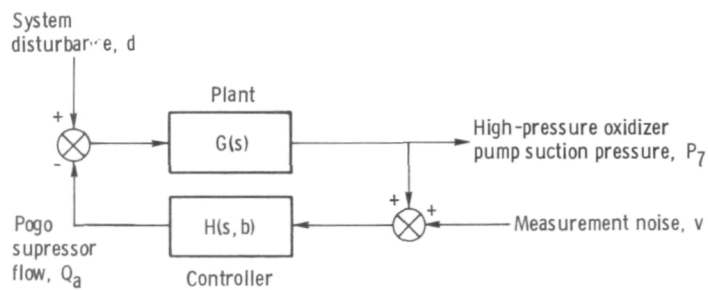 System
disturbance, d
Plant
+
G(s)
High-pressure oxidizer
pump suction pressure, P7
-
+
+
Pogo
supressor
flow, Qa
H(s, b)
Measurement noise, v
Controller